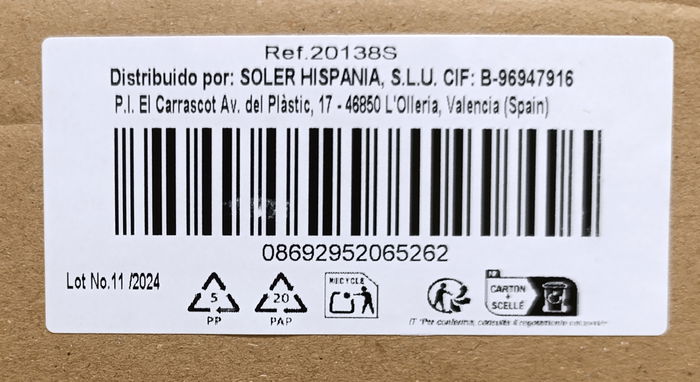 Ref.20138S
Distribuido por: SOLER HISPANIA, S.L.U. CIF: B-96947916
P.I. El Carrascot Av. del Plàstic, 17 - 46850 L'Olleria, Valencia (Spain)
08692952065262
Lot No.11 /2024
5
PP
20
PAP
RECYCLE
FR
CARTON
+
SCELLÉ
IT "Per conferma, consulta il regolamento comunale"